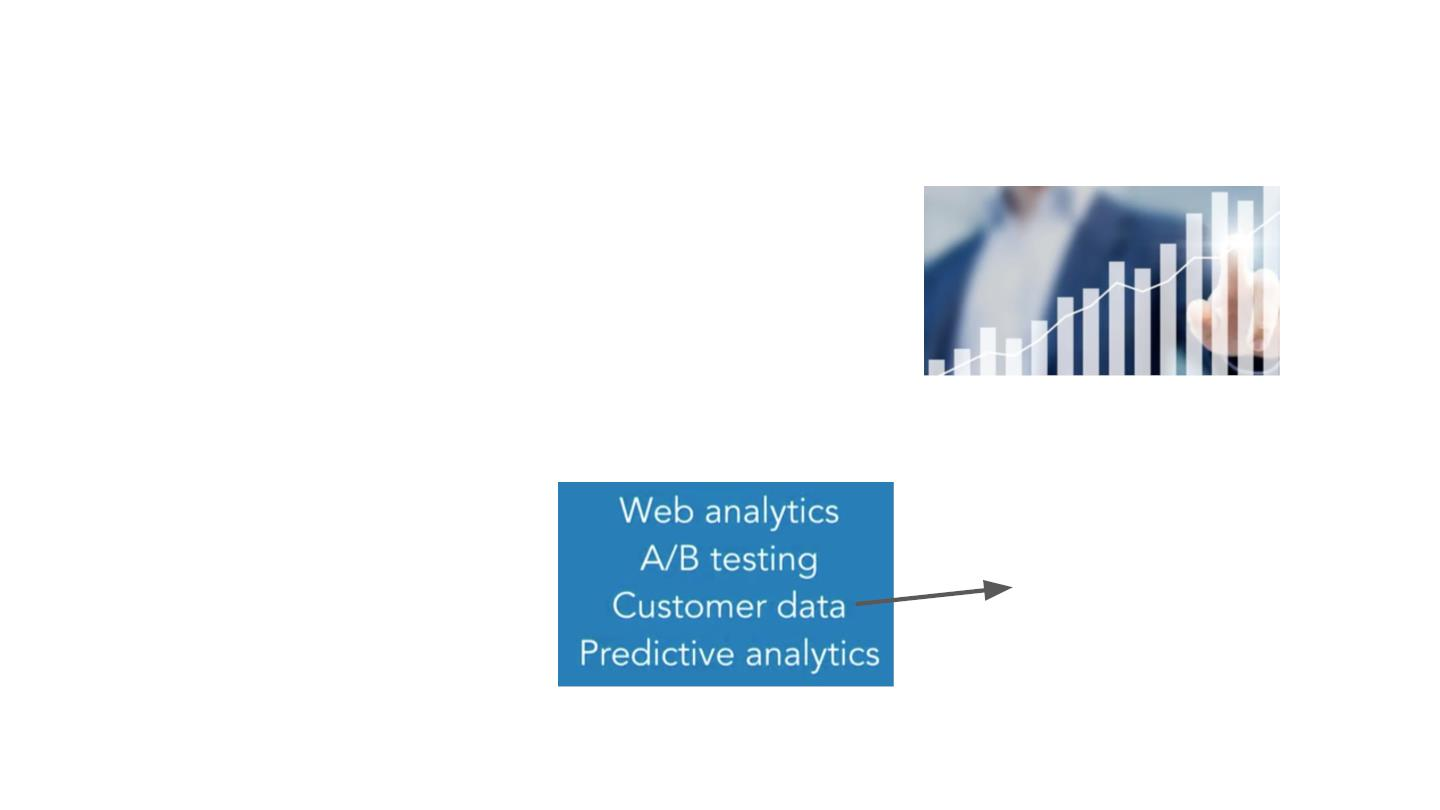 Web analytics
A/B testing
Customer data
Predictive analytics